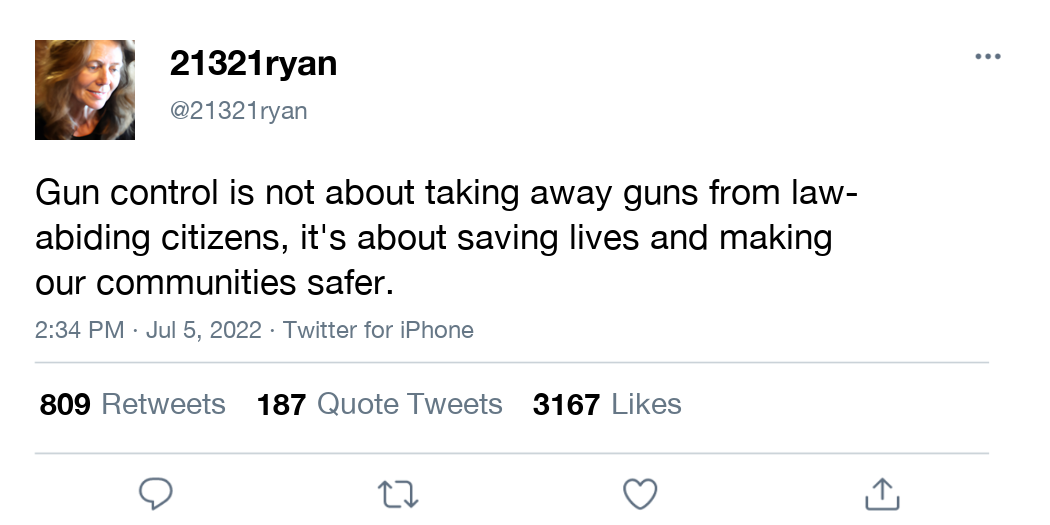 21321ryan
@21321ryan
Gun control is not about taking away guns from law-
abiding citizens, it's about saving lives and making
our communities safer.
2:34 PM · Jul 5, 2022 · Twitter for iPhone
809 Retweets 187 Quote Tweets 3167 Likes